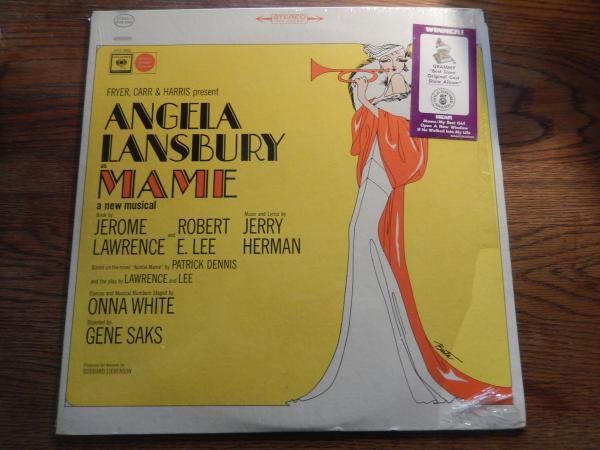 STEREO
FRYER, CARR & HARRIS present
ANGELA
LANSBURY
as
MAME
a new musical
Book by
JEROME
LAWRENCE
and
ROBERT
E. LEE
Music and Lyrics by
JERRY
HERMAN
Based on the novel "Auntie Mame" by PATRICK DENNIS
and the play by LAWRENCE and LEE
Dances and Musical Numbers Staged by
ONNA WHITE
Directed by
GENE SAKS
Produced for Records by
GODDARD LIEBERSON
WINNER!
GRAMMY
"Best Score
Original Cast
Show Album"
HEAR
Mame/My Best Girl
Open A New Window
If He Walked Into My Life